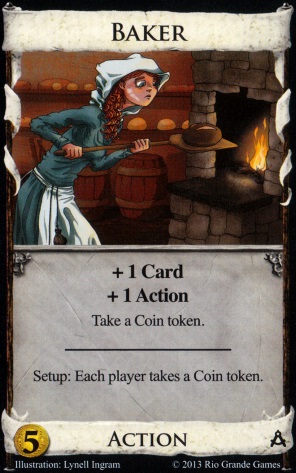 BAKER
+1 Card
+1 Action
Take a Coin token.
Setup: Each player takes a Coin token.
5
ACTION
Illustration: Lynell Ingram © 2013 Rio Grande Games